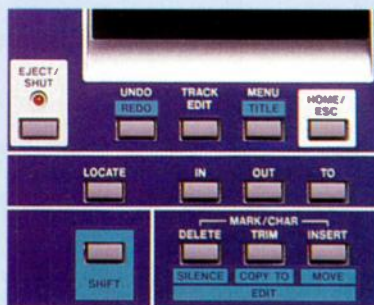 EJECT/
SHUT
UNDO
REDO
TRACK
EDIT
MENU
TITLE
HOME/
ESC
LOCATE
IN
OUT
TO
MARK/CHAR
DELETE
TRIM
INSERT
SHIFT
SILENCE
COPY TO
MOVE
EDIT